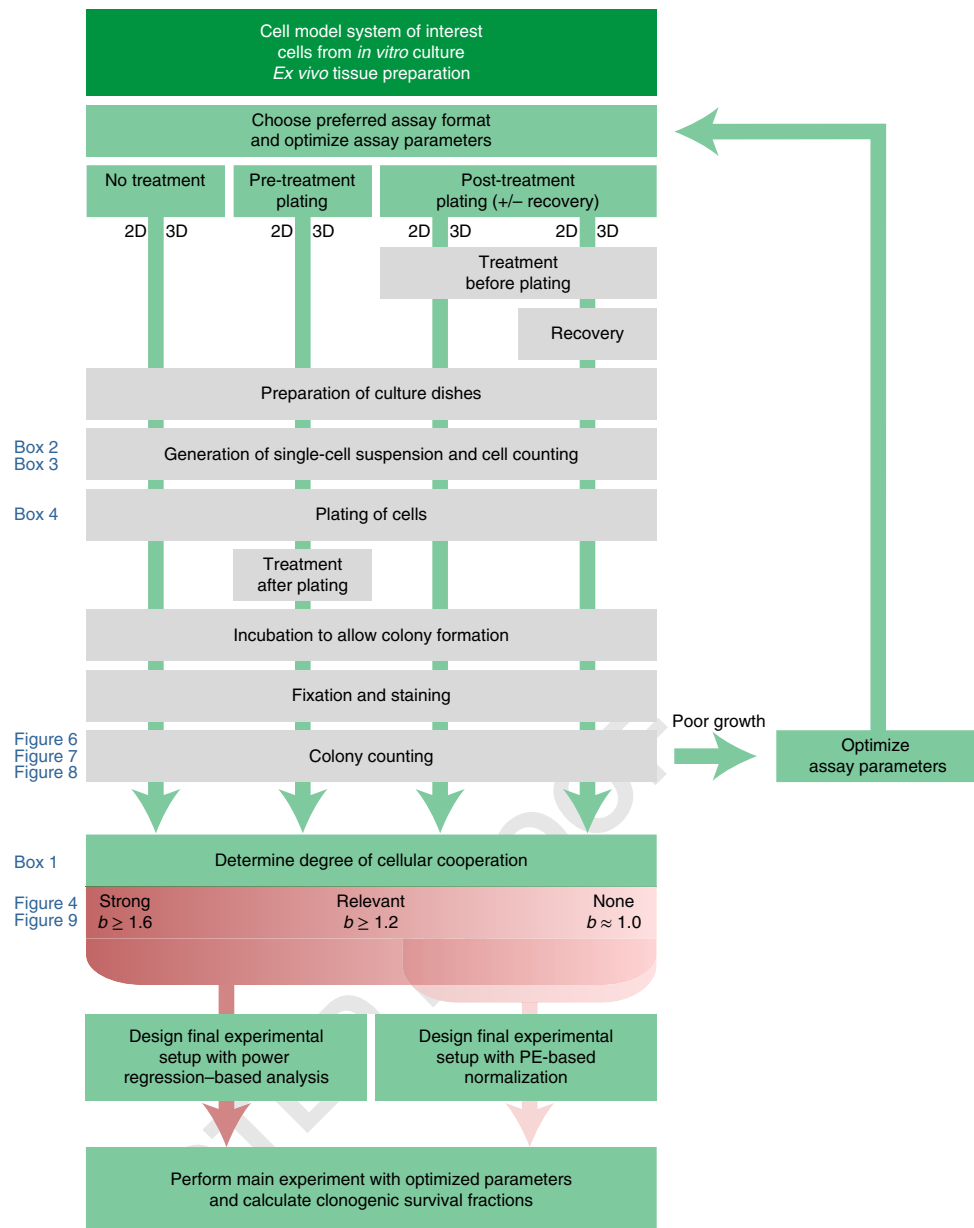 Cell model system of interest
cells from in vitro culture
Ex vivo tissue preparation
Choose preferred assay format
and optimize assay parameters
No treatment
Pre-treatment
plating
Post-treatment
plating (+/– recovery)
2D 3D
2D 3D
2D 3D
2D 3D
Treatment
before plating
Recovery
Preparation of culture dishes
Box 2
Box 3
Generation of single-cell suspension and cell counting
Box 4
Plating of cells
Treatment
after plating
Incubation to allow colony formation
Fixation and staining
Figure 6
Figure 7
Figure 8
Colony counting
Poor growth
Optimize
assay parameters
Box 1
Determine degree of cellular cooperation
Figure 4
Figure 9
Strong
b ≥ 1.6
Relevant
b ≥ 1.2
None
b ≈ 1.0
Design final experimental
setup with power
regression–based analysis
Design final experimental
setup with PE-based
normalization
Perform main experiment with optimized parameters
and calculate clonogenic survival fractions